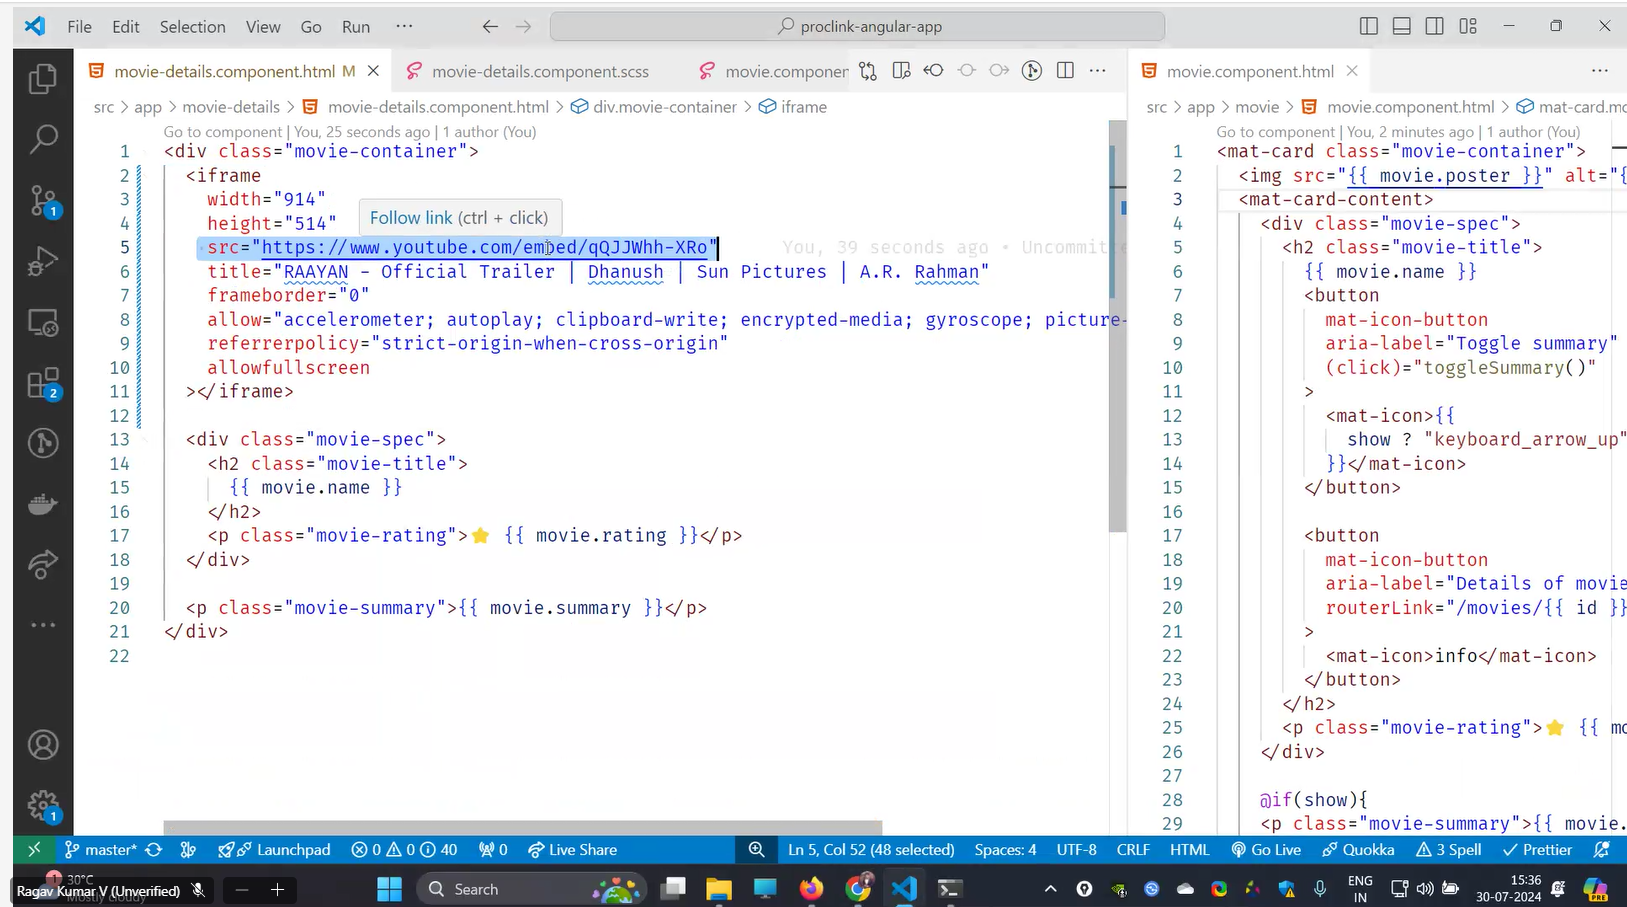 File Edit Selection View Go Run ··· proclink-angular-app
movie-details.component.html M movie-details.component.scss movie.componen movie.component.html
src > app > movie-details > movie-details.component.html > div.movie-container > iframe
src > app > movie > movie.component.html > mat-card.mo
Go to component | You, 25 seconds ago | 1 author (You)
1 <div class="movie-container">
2 <iframe
3 width="914"
4 height="514"
Follow link (ctrl + click)
5 src="https://www.youtube.com/embed/qQJJWhh-XRo" You, 39 seconds ago • Uncommitte
6 title="RAAYAN - Official Trailer | Dhanush | Sun Pictures | A.R. Rahman"
7 frameborder="0"
8 allow="accelerometer; autoplay; clipboard-write; encrypted-media; gyroscope; picture-
9 referrerpolicy="strict-origin-when-cross-origin"
10 allowfullscreen
11 ></iframe>
12
13 <div class="movie-spec">
14 <h2 class="movie-title">
15 {{ movie.name }}
16 </h2>
17 <p class="movie-rating">⭐ {{ movie.rating }}</p>
18 </div>
19
20 <p class="movie-summary">{{ movie.summary }}</p>
21 </div>
22
Go to component | You, 2 minutes ago | 1 author (You)
1 <mat-card class="movie-container">
2 <img src="{{ movie.poster }}" alt="{
3 <mat-card-content>
4 <div class="movie-spec">
5 <h2 class="movie-title">
6 {{ movie.name }}
7 <button
8 mat-icon-button
9 aria-label="Toggle summary"
10 (click)="toggleSummary()"
11 >
12 <mat-icon>{{
13 show ? "keyboard_arrow_up"
14 }}</mat-icon>
15 </button>
16
17 <button
18 mat-icon-button
19 aria-label="Details of movie
20 routerLink="/movies/{{ id }}
21 >
22 <mat-icon>info</mat-icon>
23 </button>
24 </h2>
25 <p class="movie-rating">⭐ {{ mo
26 </div>
27
28 @if(show){
29 <p class="movie-summary">{{ movie.
1
2
1
master* Launchpad 0 0 40 0 Live Share Ln 5, Col 52 (48 selected) Spaces: 4 UTF-8 CRLF HTML Go Live Quokka 3 Spell Prettier
1 30°C
Mostly cloudy
Ragav Kumar V (Unverified)
Search
ENG
IN
15:36
30-07-2024
PRE